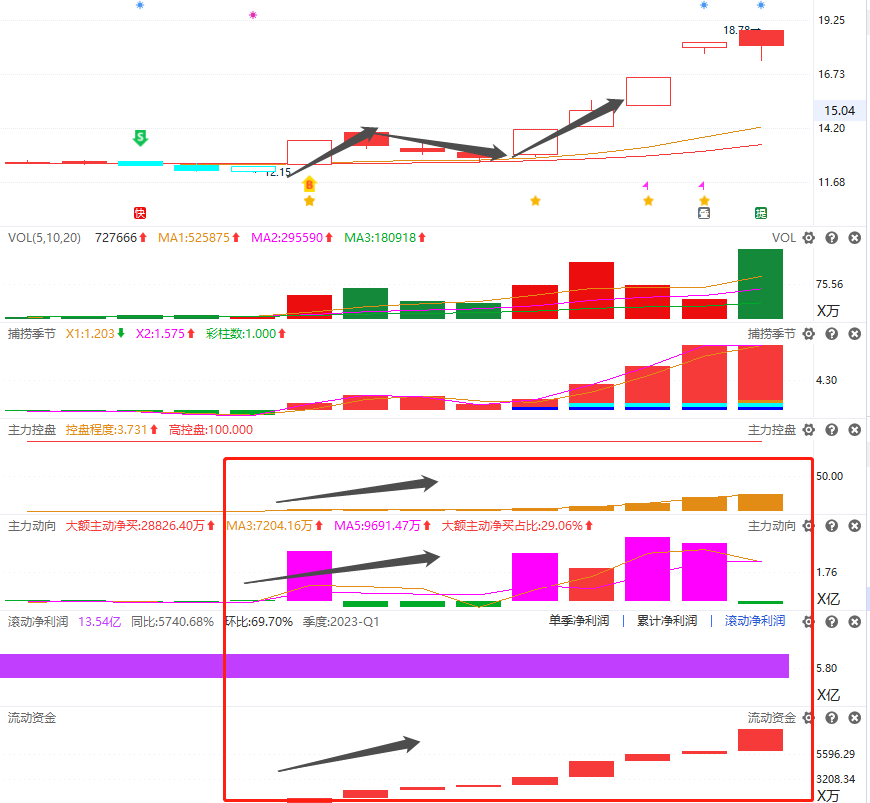 19.25
18.78
16.73
15.04
S
14.20
12.15
B
11.68
快
提
VOL(5,10,20) 727666 MA1:525875 MA2:295590 MA3:180918 VOL
75.56
X万
捕捞季节 X1:1.203 X2:1.575 彩柱数:1.000 捕捞季节
4.30
主力控盘 控盘程度:3.731 高控盘:100.000 主力控盘
50.00
主力动向 大额主动净买:28826.40万 MA3:7204.16万 MA5:9691.47万 大额主动净买占比:29.06% 主力动向
1.76
X亿
滚动净利润 13.54亿 同比:5740.68% 环比:69.70% 季度:2023-Q1 单季净利润 | 累计净利润 | 滚动净利润
5.80
X亿
流动资金 流动资金
5596.29
3208.34
X万